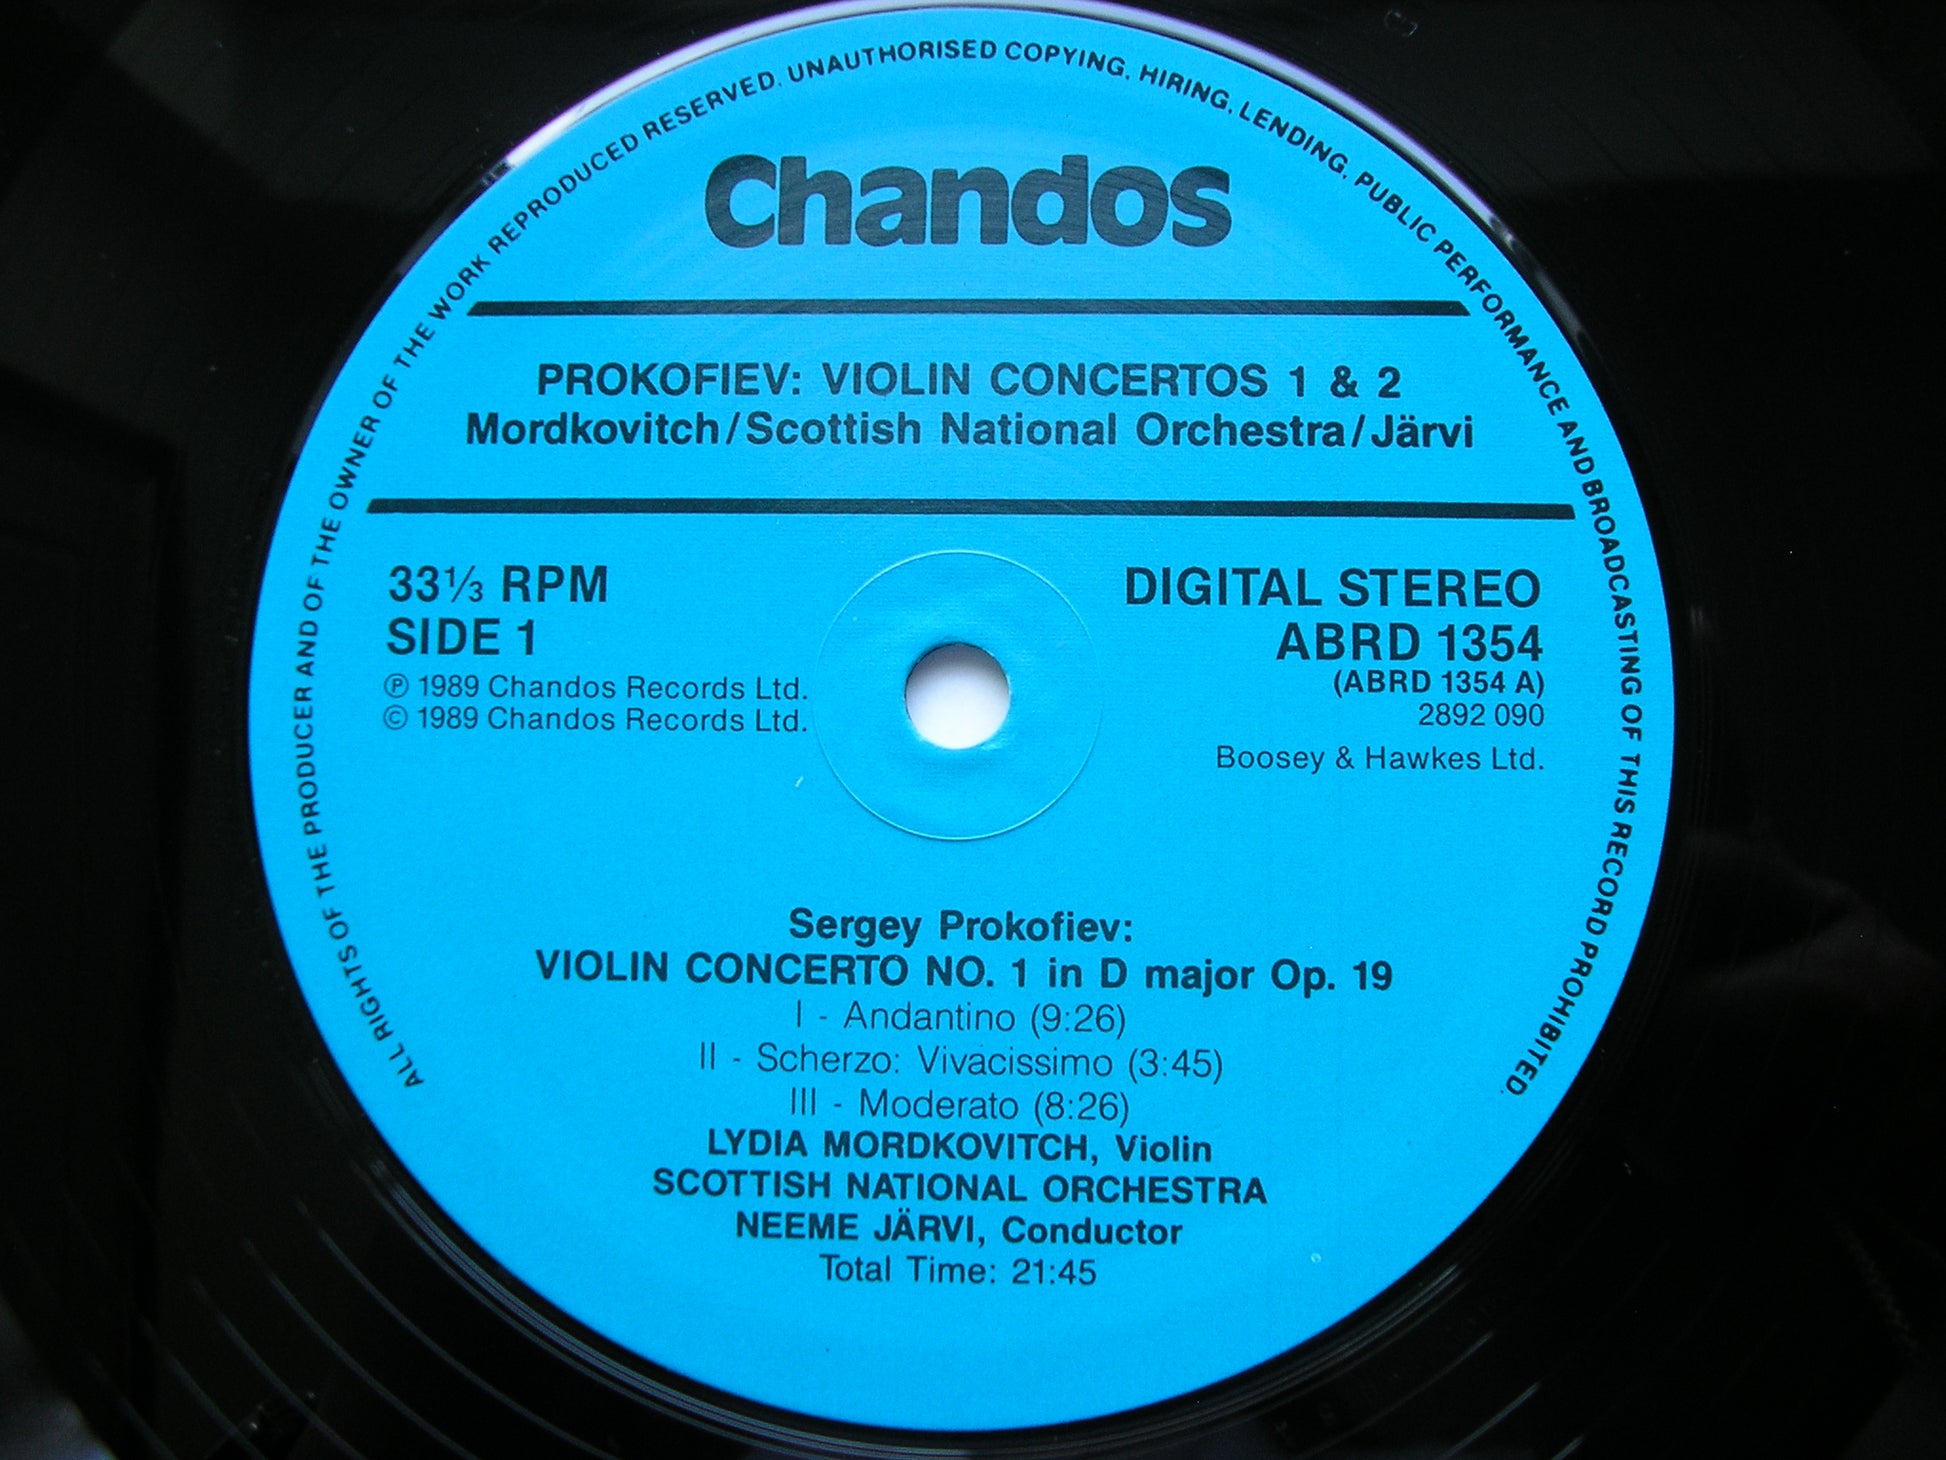 ALL RIGHTS OF THE PRODUCER AND OF THE OWNER OF THE WORK REPRODUCED RESERVED. UNAUTHORISED COPYING, HIRING, LENDING, PUBLIC PERFORMANCE AND BROADCASTING OF THIS RECORD PROHIBITED.
Chandos
PROKOFIEV: VIOLIN CONCERTOS 1 & 2
Mordkovitch/Scottish National Orchestra/Järvi
33⅓ RPM
SIDE 1
℗ 1989 Chandos Records Ltd.
© 1989 Chandos Records Ltd.
DIGITAL STEREO
ABRD 1354
(ABRD 1354 A)
2892 090
Boosey & Hawkes Ltd.
Sergey Prokofiev:
VIOLIN CONCERTO NO. 1 in D major Op. 19
I - Andantino (9:26)
II - Scherzo: Vivacissimo (3:45)
III - Moderato (8:26)
LYDIA MORDKOVITCH, Violin
SCOTTISH NATIONAL ORCHESTRA
NEEME JÄRVI, Conductor
Total Time: 21:45